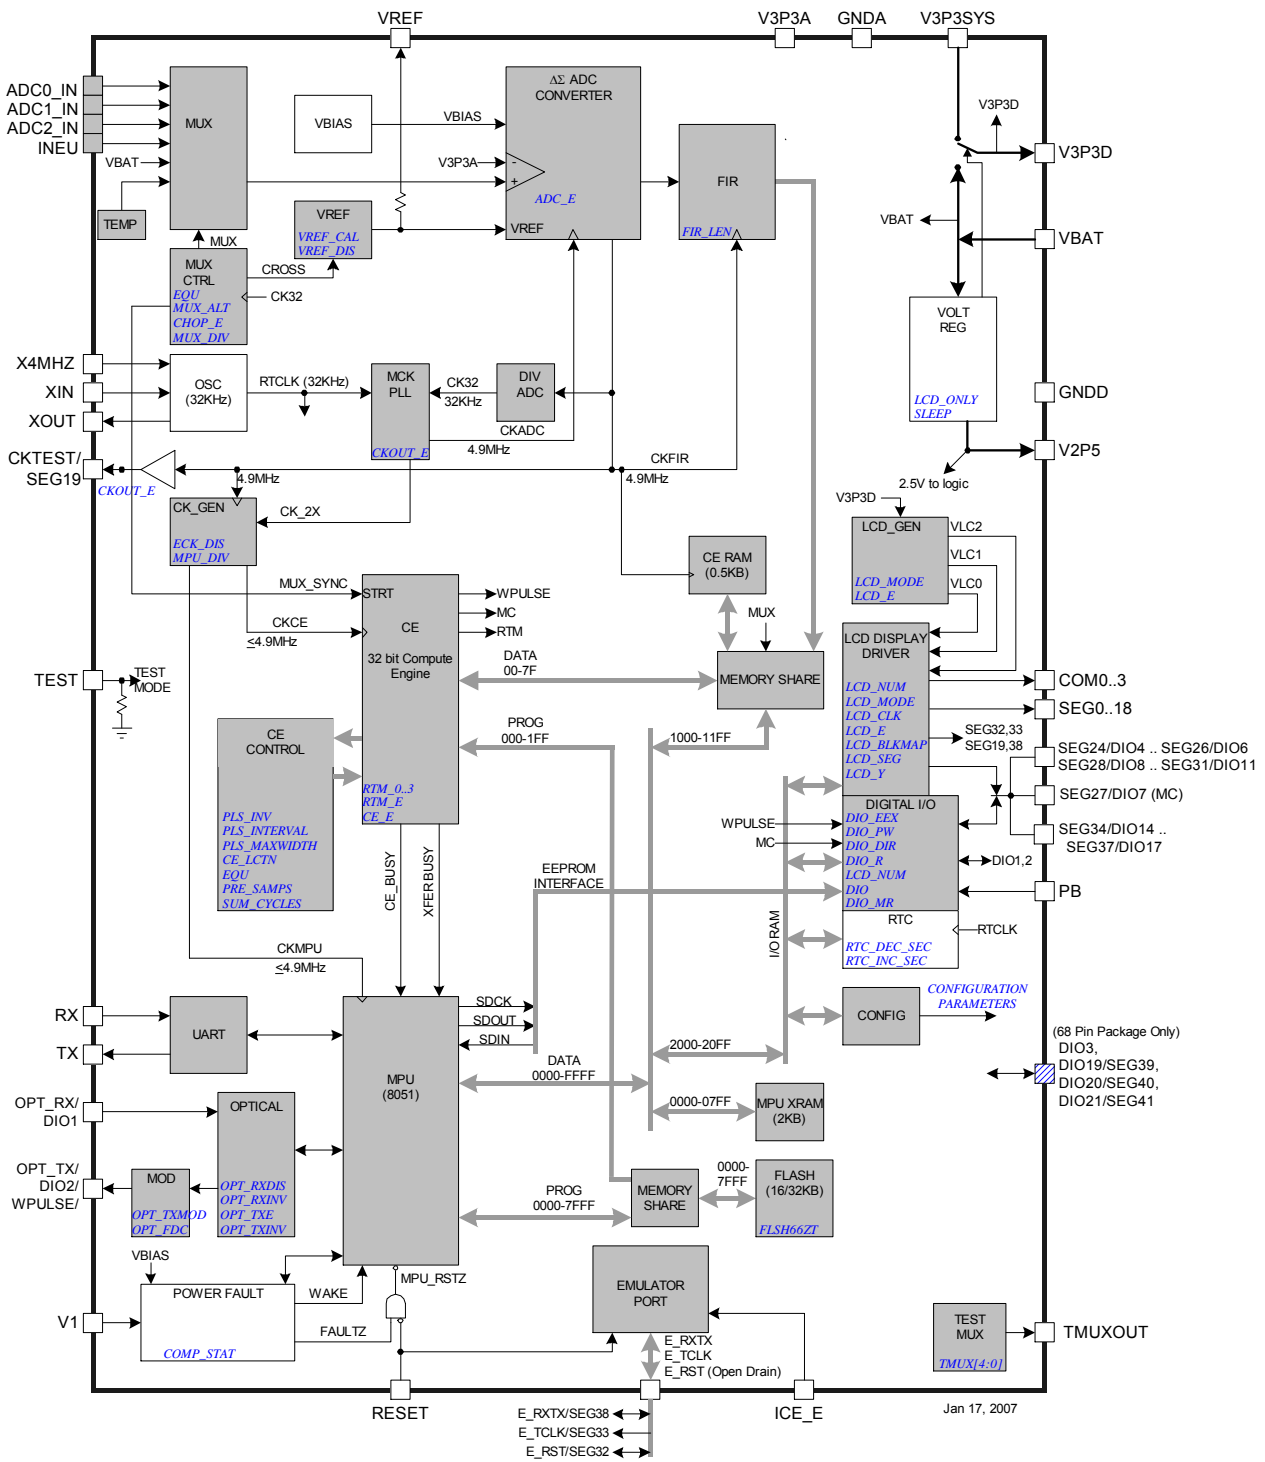 VREF
V3P3A
GNDA
V3P3SYS
ADC0_IN
ADC1_IN
ADC2_IN
INEU
VBAT
TEMP
MUX
VBIAS
VBIAS
V3P3A
ΔΣ ADC
CONVERTER
-
+
ADC_E
VREF
FIR
FIR_LEN
VREF
VREF_CAL
VREF_DIS
MUX
MUX
CTRL
EQU
MUX_ALT
CHOP_E
MUX_DIV
CROSS
CK32
V3P3D
V3P3D
VBAT
VBAT
VOLT
REG
LCD_ONLY
SLEEP
GNDD
V2P5
2.5V to logic
X4MHZ
XIN
XOUT
OSC
(32KHz)
RTCLK (32KHz)
MCK
PLL
CKOUT_E
CK32
32KHz
DIV
ADC
CKADC
4.9MHz
CKFIR
4.9MHz
CKTEST/
SEG19
CKOUT_E
4.9MHz
CK_GEN
ECK_DIS
MPU_DIV
CK_2X
MUX_SYNC
CKCE
≤4.9MHz
STRT
CE
32 bit Compute
Engine
RTM_0..3
RTM_E
CE_E
WPULSE
MC
RTM
DATA
00-7F
PROG
000-1FF
CE RAM
(0.5KB)
MUX
MEMORY SHARE
1000-11FF
V3P3D
LCD_GEN
LCD_MODE
LCD_E
VLC2
VLC1
VLC0
LCD DISPLAY
DRIVER
LCD_NUM
LCD_MODE
LCD_CLK
LCD_E
LCD_BLKMAP
LCD_SEG
LCD_Y
COM0..3
SEG0..18
SEG32,33
SEG19,38
SEG24/DIO4 .. SEG26/DIO6
SEG28/DIO8 .. SEG31/DIO11
SEG27/DIO7 (MC)
SEG34/DIO14 ..
SEG37/DIO17
TEST
TEST
MODE
CE
CONTROL
PLS_INV
PLS_INTERVAL
PLS_MAXWIDTH
CE_LCTN
EQU
PRE_SAMPS
SUM_CYCLES
CE_BUSY
XFER BUSY
EEPROM
INTERFACE
I/O RAM
WPULSE
MC
DIGITAL I/O
DIO_EEX
DIO_PW
DIO_DIR
DIO_R
LCD_NUM
DIO
DIO_MR
DIO1,2
PB
RTC
RTC_DEC_SEC
RTC_INC_SEC
RTCLK
CONFIG
CONFIGURATION
PARAMETERS
(68 Pin Package Only)
DIO3,
DIO19/SEG39,
DIO20/SEG40,
DIO21/SEG41
CKMPU
≤4.9MHz
RX
TX
UART
MPU
(8051)
SDCK
SDOUT
SDIN
DATA
0000-FFFF
2000-20FF
0000-07FF
MPU XRAM
(2KB)
OPT_RX/
DIO1
OPTICAL
OPT_RXDIS
OPT_RXINV
OPT_TXE
OPT_TXINV
OPT_TX/
DIO2/
WPULSE/
MOD
OPT_TXMOD
OPT_FDC
PROG
0000-7FFF
MEMORY
SHARE
0000-
7FFF
FLASH
(16/32KB)
FLSH66ZT
VBIAS
V1
POWER FAULT
COMP_STAT
WAKE
FAULTZ
MPU_RSTZ
EMULATOR
PORT
E_RXTX
E_TCLK
E_RST (Open Drain)
TEST
MUX
TMUX[4:0]
TMUXOUT
RESET
ICE_E
Jan 17, 2007
E_RXTX/SEG38
E_TCLK/SEG33
E_RST/SEG32